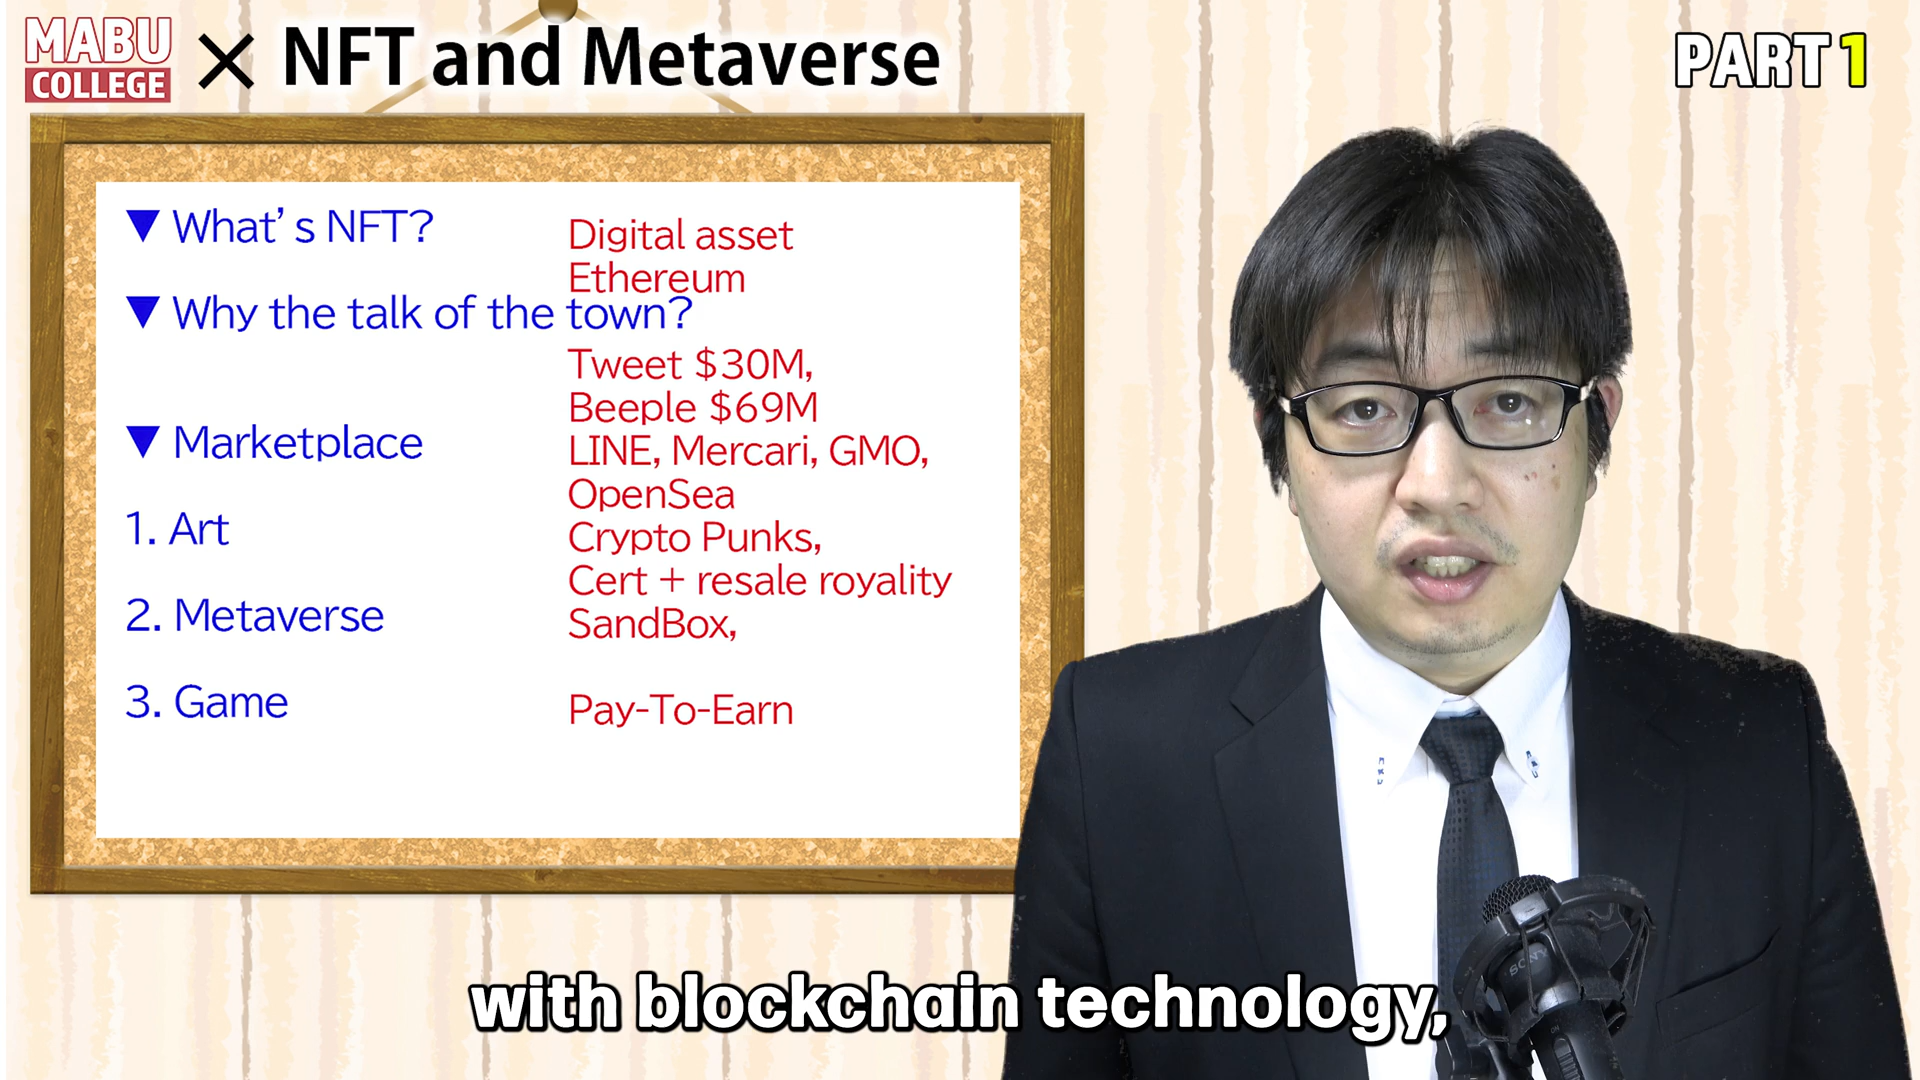 MABU
COLLEGE
× NFT and Metaverse
PART 1
▼ What's NFT?
Digital asset
Ethereum
▼ Why the talk of the town?
Tweet $30M,
Beeple $69M
▼ Marketplace
LINE, Mercari, GMO,
OpenSea
1. Art
Crypto Punks,
Cert + resale royality
2. Metaverse
SandBox,
3. Game
Pay-To-Earn
SONY
with blockchain technology,